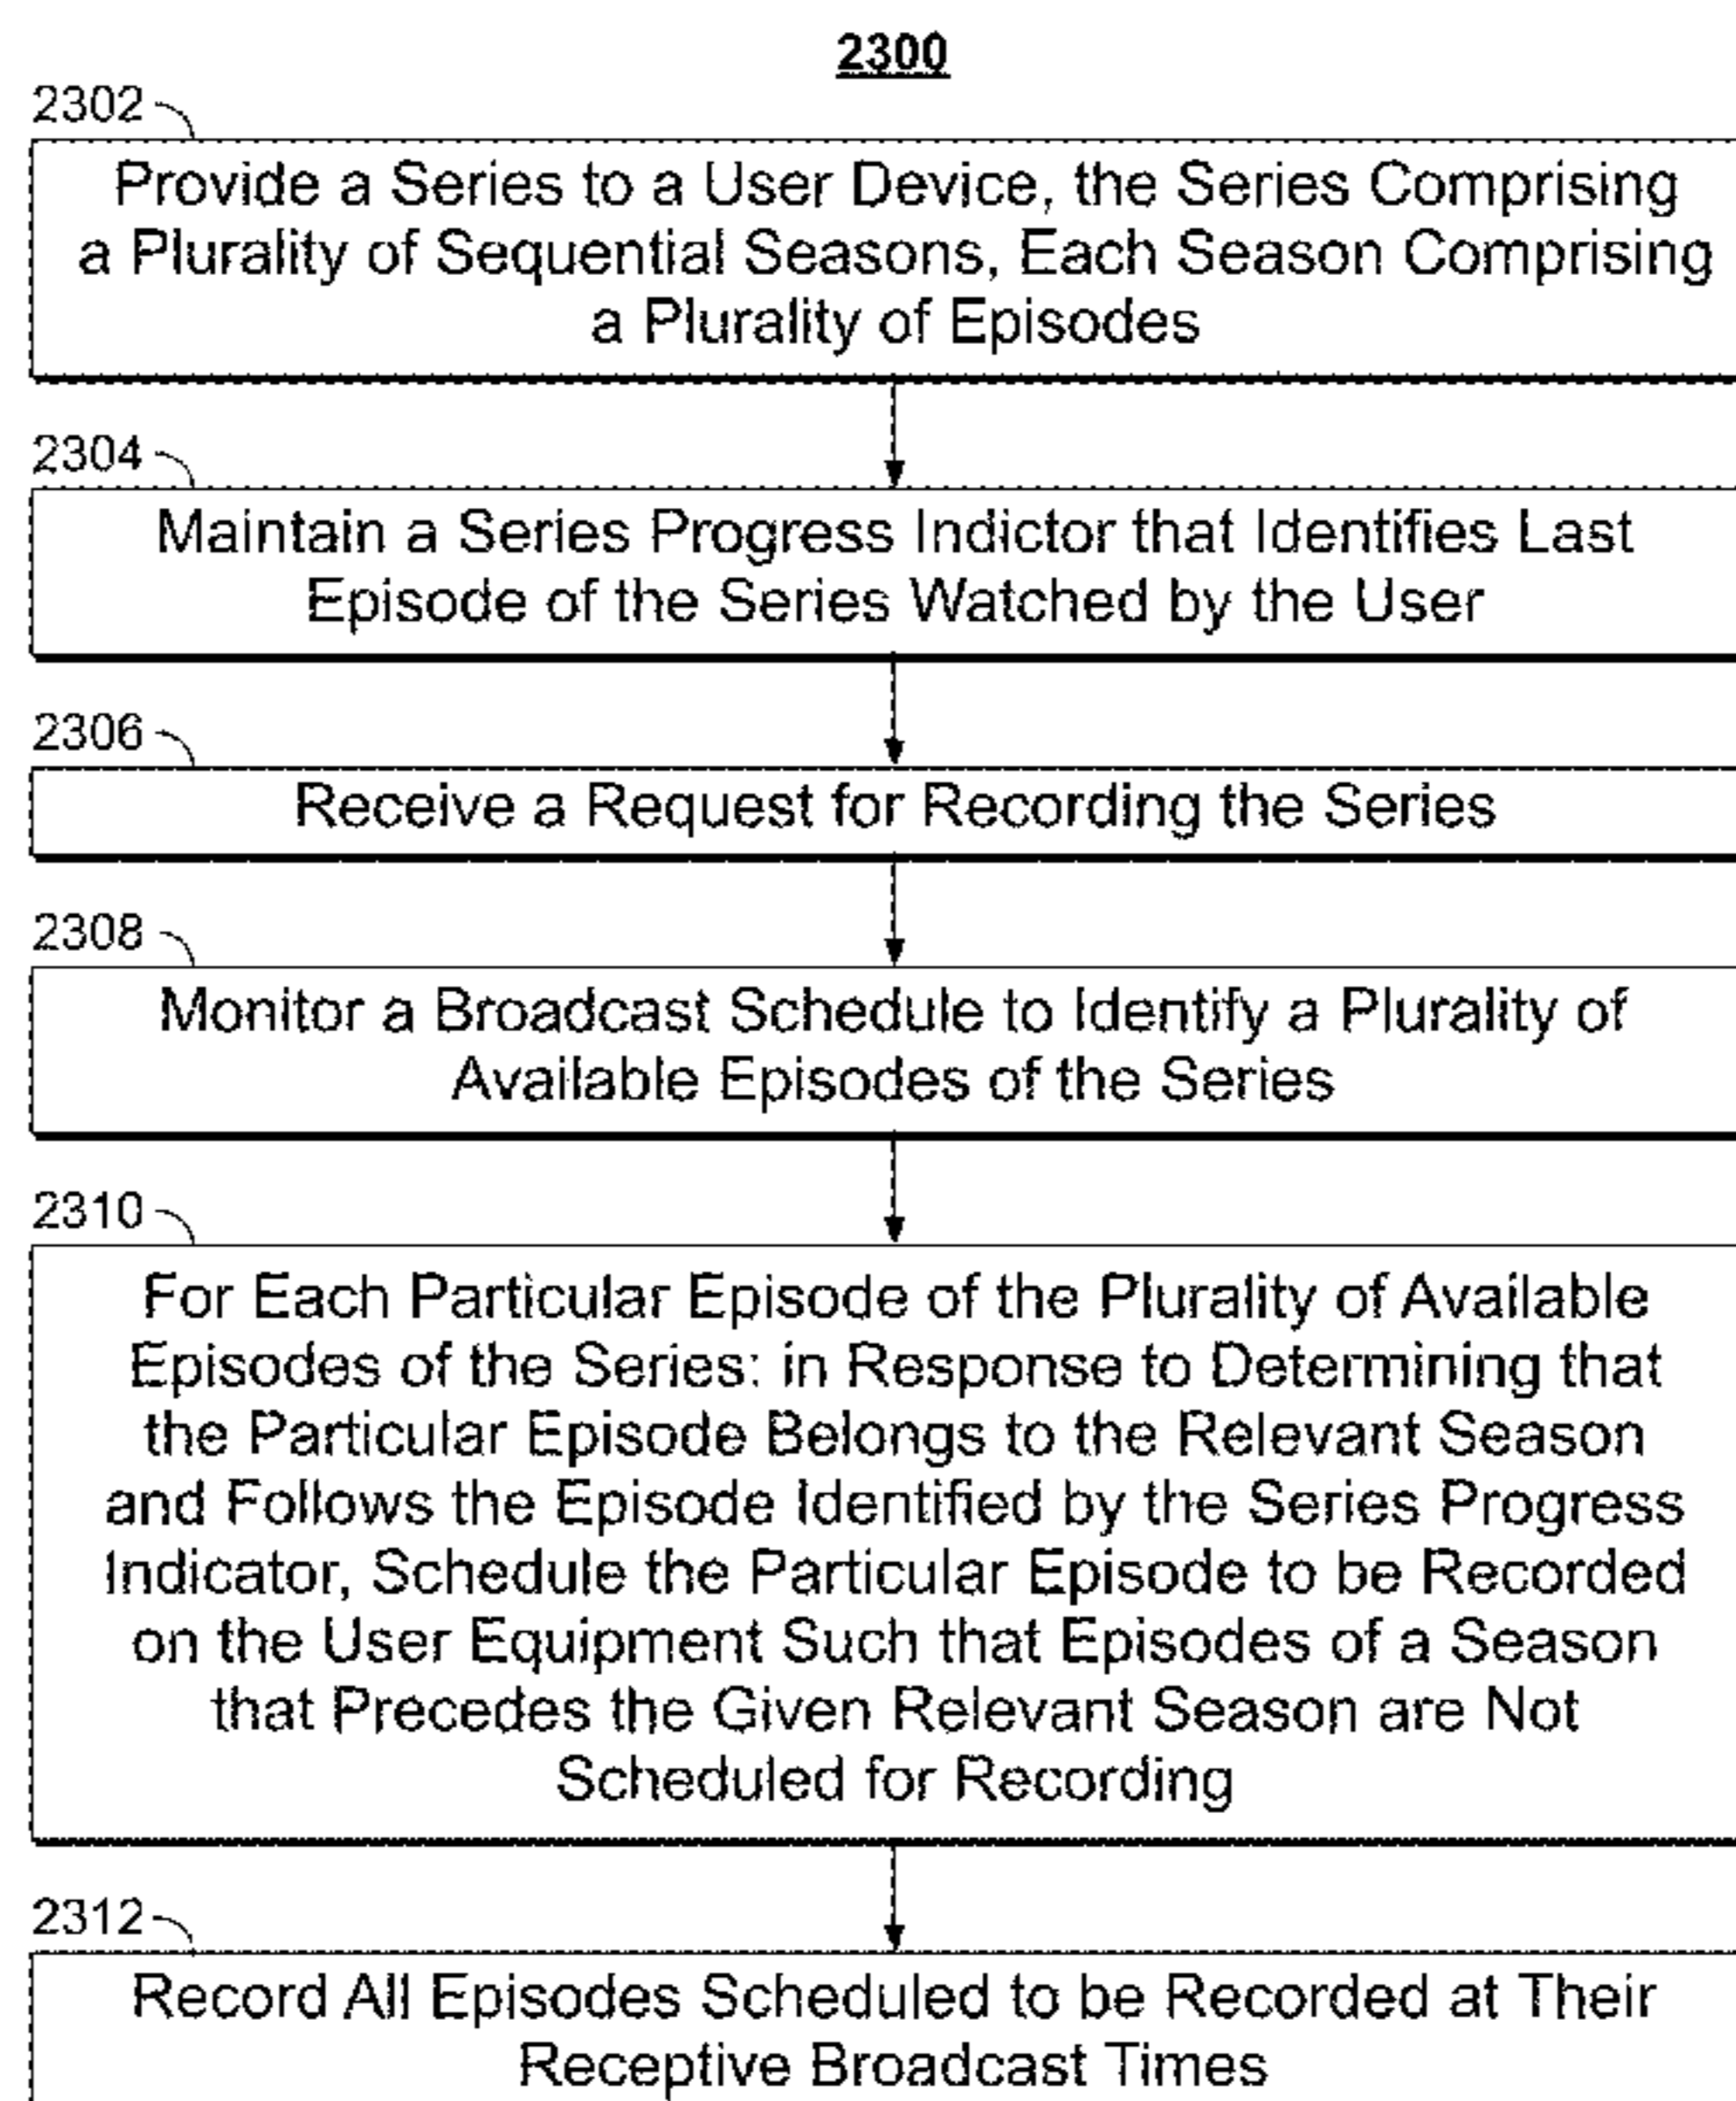 2300
2302
Provide a Series to a User Device, the Series Comprising
a Plurality of Sequential Seasons, Each Season Comprising
a Plurality of Episodes
2304
Maintain a Series Progress Indictor that Identifies Last
Episode of the Series Watched by the User
2306
Receive a Request for Recording the Series
2308
Monitor a Broadcast Schedule to Identify a Plurality of
Available Episodes of the Series
2310
For Each Particular Episode of the Plurality of Available
Episodes of the Series: in Response to Determining that
the Particular Episode Belongs to the Relevant Season
and Follows the Episode Identified by the Series Progress
Indicator, Schedule the Particular Episode to be Recorded
on the User Equipment Such that Episodes of a Season
that Precedes the Given Relevant Season are Not
Scheduled for Recording
2312
Record All Episodes Scheduled to be Recorded at Their
Receptive Broadcast Times